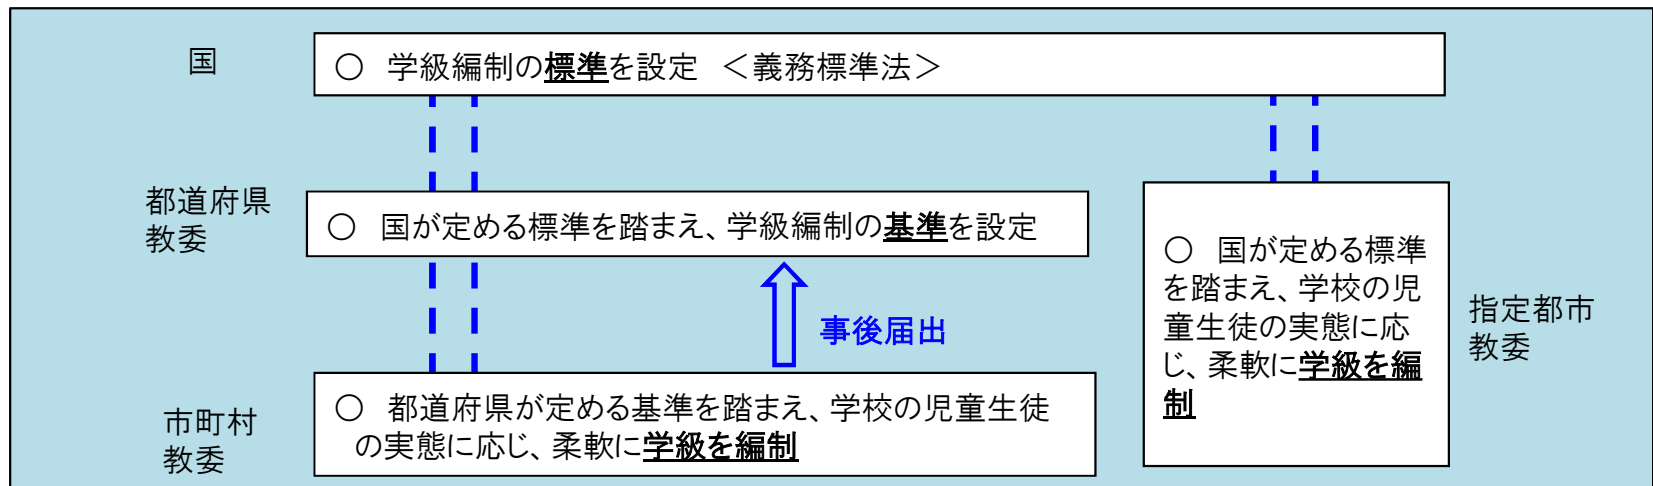 国
○　学級編制の標準を設定　＜義務標準法＞
都道府県
教委
○　国が定める標準を踏まえ、学級編制の基準を設定
事後届出
市町村
教委
○　都道府県が定める基準を踏まえ、学校の児童生徒
の実態に応じ、柔軟に学級を編制
○　国が定める標準
を踏まえ、学校の児
童生徒の実態に応
じ、柔軟に学級を編
制
指定都市
教委